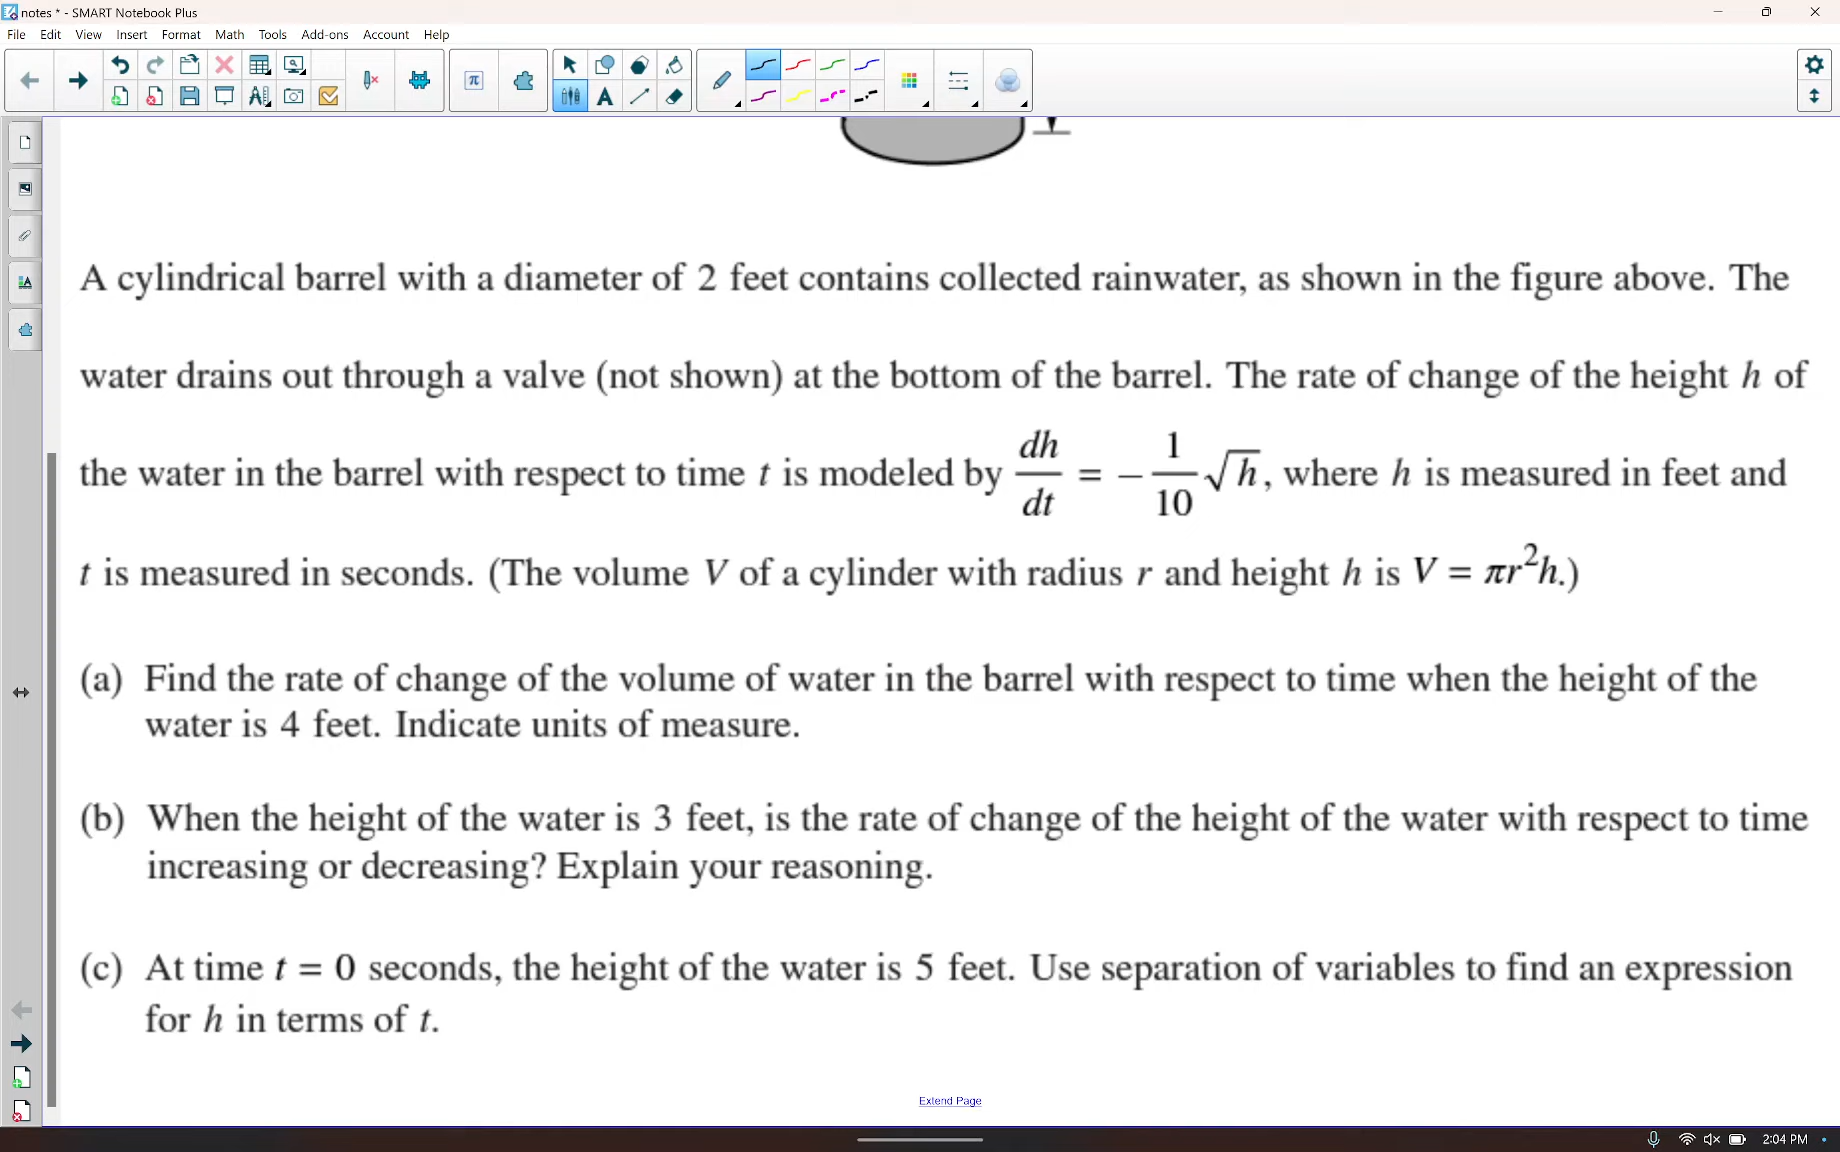 notes * - SMART Notebook Plus
File Edit View Insert Format Math Tools Add-ons Account Help
A cylindrical barrel with a diameter of 2 feet contains collected rainwater, as shown in the figure above. The
water drains out through a valve (not shown) at the bottom of the barrel. The rate of change of the height h of
the water in the barrel with respect to time t is modeled by dh/dt = −1/10 √h, where h is measured in feet and
t is measured in seconds. (The volume V of a cylinder with radius r and height h is V = πr²h.)
(a) Find the rate of change of the volume of water in the barrel with respect to time when the height of the
water is 4 feet. Indicate units of measure.
(b) When the height of the water is 3 feet, is the rate of change of the height of the water with respect to time
increasing or decreasing? Explain your reasoning.
(c) At time t = 0 seconds, the height of the water is 5 feet. Use separation of variables to find an expression
for h in terms of t.
Extend Page
2:04 PM